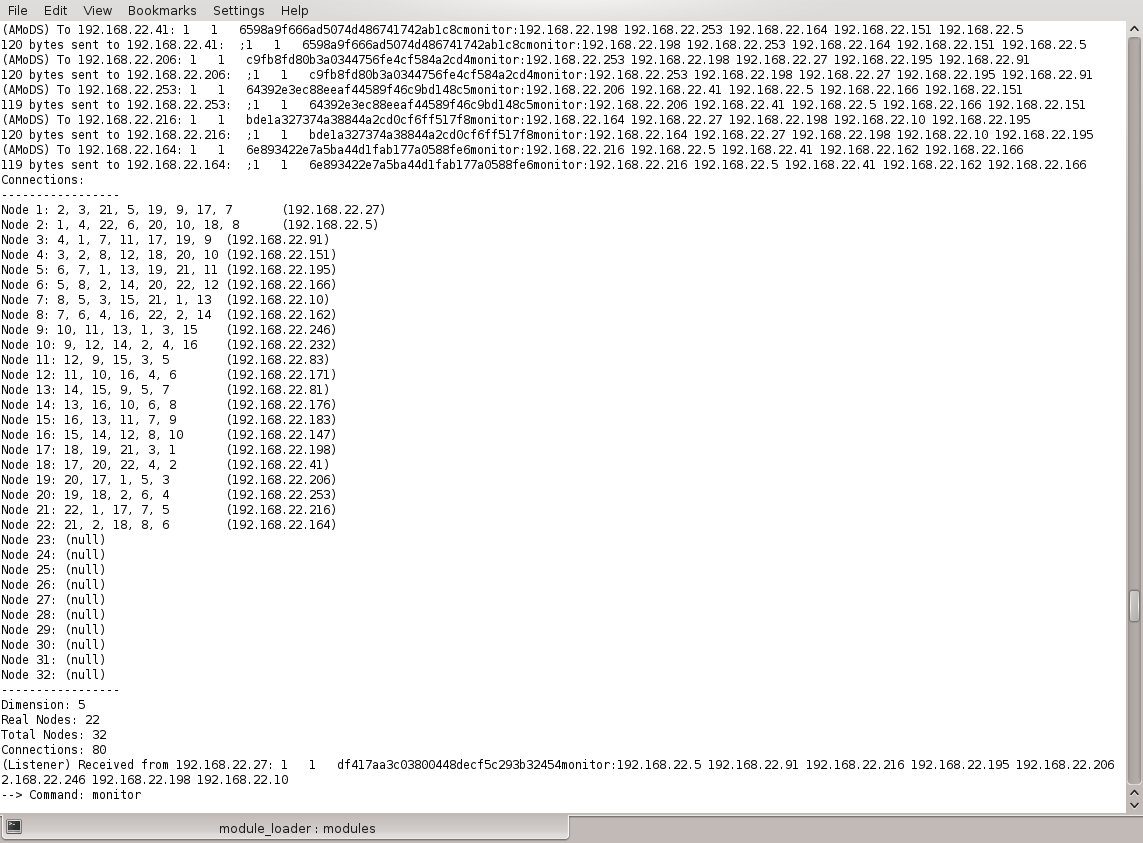 File Edit View Bookmarks Settings Help
(AMoDS) To 192.168.22.41: 1 1 6598a9f666ad5074d486741742ab1c8cmonitor:192.168.22.198 192.168.22.253 192.168.22.164 192.168.22.151 192.168.22.5
120 bytes sent to 192.168.22.41: ;1 1 6598a9f666ad5074d486741742ab1c8cmonitor:192.168.22.198 192.168.22.253 192.168.22.164 192.168.22.151 192.168.22.5
(AMoDS) To 192.168.22.206: 1 1 c9fb8fd80b3a0344756fe4cf584a2cd4monitor:192.168.22.253 192.168.22.198 192.168.22.27 192.168.22.195 192.168.22.91
120 bytes sent to 192.168.22.206: ;1 1 c9fb8fd80b3a0344756fe4cf584a2cd4monitor:192.168.22.253 192.168.22.198 192.168.22.27 192.168.22.195 192.168.22.91
(AMoDS) To 192.168.22.253: 1 1 64392e3ec88eeaf44589f46c9bd148c5monitor:192.168.22.206 192.168.22.41 192.168.22.5 192.168.22.166 192.168.22.151
119 bytes sent to 192.168.22.253: ;1 1 64392e3ec88eeaf44589f46c9bd148c5monitor:192.168.22.206 192.168.22.41 192.168.22.5 192.168.22.166 192.168.22.151
(AMoDS) To 192.168.22.216: 1 1 bde1a327374a38844a2cd0cf6ff517f8monitor:192.168.22.164 192.168.22.27 192.168.22.198 192.168.22.10 192.168.22.195
120 bytes sent to 192.168.22.216: ;1 1 bde1a327374a38844a2cd0cf6ff517f8monitor:192.168.22.164 192.168.22.27 192.168.22.198 192.168.22.10 192.168.22.195
(AMoDS) To 192.168.22.164: 1 1 6e893422e7a5ba44d1fab177a0588fe6monitor:192.168.22.216 192.168.22.5 192.168.22.41 192.168.22.162 192.168.22.166
119 bytes sent to 192.168.22.164: ;1 1 6e893422e7a5ba44d1fab177a0588fe6monitor:192.168.22.216 192.168.22.5 192.168.22.41 192.168.22.162 192.168.22.166
Connections:
-----------------
Node 1: 2, 3, 21, 5, 19, 9, 17, 7 (192.168.22.27)
Node 2: 1, 4, 22, 6, 20, 10, 18, 8 (192.168.22.5)
Node 3: 4, 1, 7, 11, 17, 19, 9 (192.168.22.91)
Node 4: 3, 2, 8, 12, 18, 20, 10 (192.168.22.151)
Node 5: 6, 7, 1, 13, 19, 21, 11 (192.168.22.195)
Node 6: 5, 8, 2, 14, 20, 22, 12 (192.168.22.166)
Node 7: 8, 5, 3, 15, 21, 1, 13 (192.168.22.10)
Node 8: 7, 6, 4, 16, 22, 2, 14 (192.168.22.162)
Node 9: 10, 11, 13, 1, 3, 15 (192.168.22.246)
Node 10: 9, 12, 14, 2, 4, 16 (192.168.22.232)
Node 11: 12, 9, 15, 3, 5 (192.168.22.83)
Node 12: 11, 10, 16, 4, 6 (192.168.22.171)
Node 13: 14, 15, 9, 5, 7 (192.168.22.81)
Node 14: 13, 16, 10, 6, 8 (192.168.22.176)
Node 15: 16, 13, 11, 7, 9 (192.168.22.183)
Node 16: 15, 14, 12, 8, 10 (192.168.22.147)
Node 17: 18, 19, 21, 3, 1 (192.168.22.198)
Node 18: 17, 20, 22, 4, 2 (192.168.22.41)
Node 19: 20, 17, 1, 5, 3 (192.168.22.206)
Node 20: 19, 18, 2, 6, 4 (192.168.22.253)
Node 21: 22, 1, 17, 7, 5 (192.168.22.216)
Node 22: 21, 2, 18, 8, 6 (192.168.22.164)
Node 23: (null)
Node 24: (null)
Node 25: (null)
Node 26: (null)
Node 27: (null)
Node 28: (null)
Node 29: (null)
Node 30: (null)
Node 31: (null)
Node 32: (null)
-----------------
Dimension: 5
Real Nodes: 22
Total Nodes: 32
Connections: 80
(Listener) Received from 192.168.22.27: 1 1 df417aa3c03800448decf5c293b32454monitor:192.168.22.5 192.168.22.91 192.168.22.216 192.168.22.195 192.168.22.206
2.168.22.246 192.168.22.198 192.168.22.10
--> Command: monitor
module_loader : modules